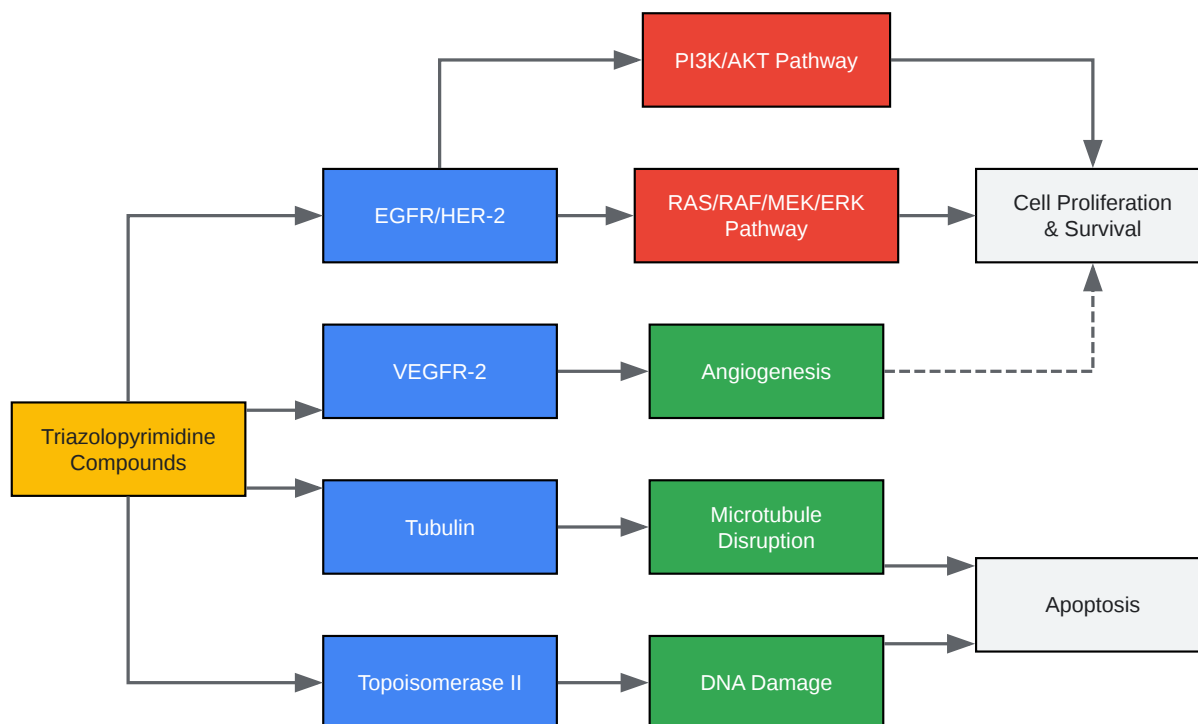 PI3K/AKT Pathway
EGFR/HER-2
RAS/RAF/MEK/ERK
Pathway
Cell Proliferation
& Survival
VEGFR-2
Angiogenesis
Triazolopyrimidine
Compounds
Tubulin
Microtubule
Disruption
Apoptosis
Topoisomerase II
DNA Damage